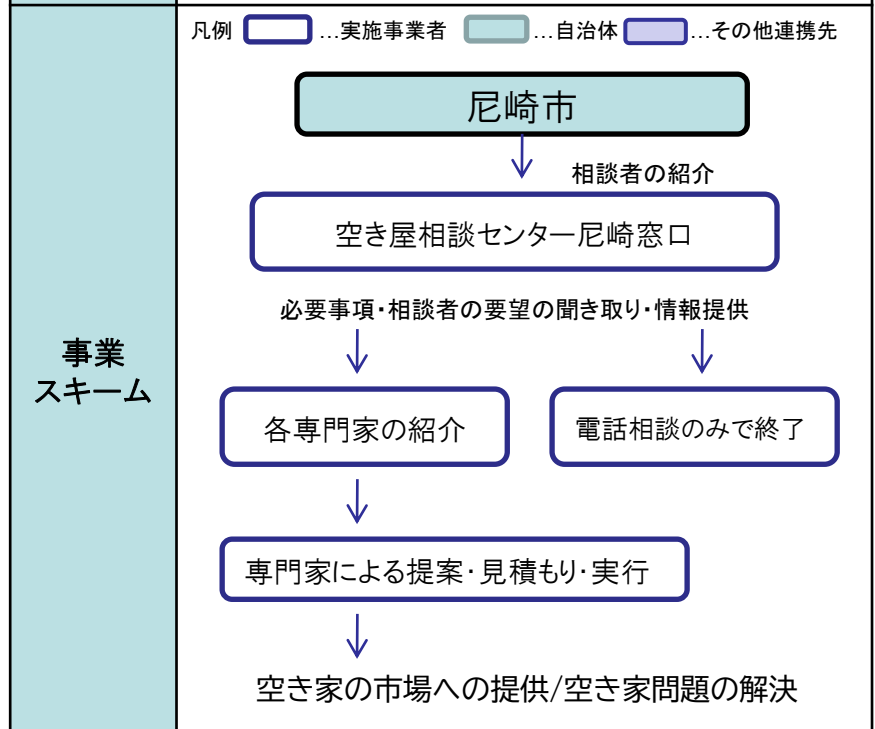 凡例 …実施事業者 …自治体 …その他連携先
尼崎市
相談者の紹介
空き屋相談センター尼崎窓口
必要事項・相談者の要望の聞き取り・情報提供
事業
スキーム
各専門家の紹介
電話相談のみで終了
専門家による提案・見積もり・実行
空き家の市場への提供/空き家問題の解決